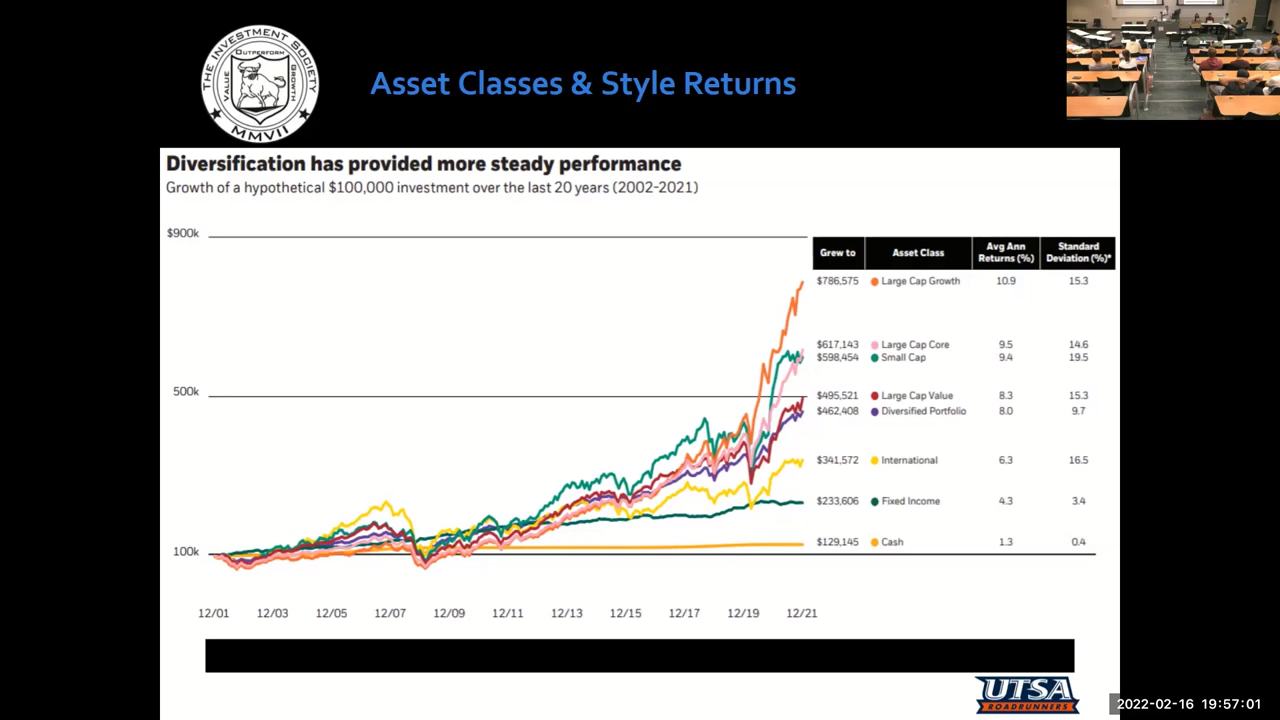 THE INVESTMENT SOCIETY
OUTPERFORM
VALUE
GROWTH
MMVII
Asset Classes & Style Returns
Diversification has provided more steady performance
Growth of a hypothetical $100,000 investment over the last 20 years (2002-2021)
$900k
500k
100k
12/01 12/03 12/05 12/07 12/09 12/11 12/13 12/15 12/17 12/19 12/21
Grew to Asset Class Avg Ann Returns (%) Standard Deviation (%)*
$786,575 Large Cap Growth 10.9 15.3
$617,143 Large Cap Core 9.5 14.6
$598,454 Small Cap 9.4 19.5
$495,521 Large Cap Value 8.3 15.3
$462,408 Diversified Portfolio 8.0 9.7
$341,572 International 6.3 16.5
$233,606 Fixed Income 4.3 3.4
$129,145 Cash 1.3 0.4
UTSA
ROADRUNNERS
2022-02-16 19:57:01